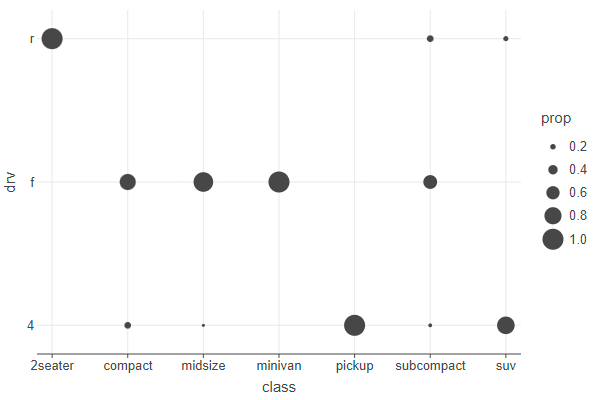 r
f
4
drv
2seater compact midsize minivan pickup subcompact suv
class
prop
0.2
0.4
0.6
0.8
1.0